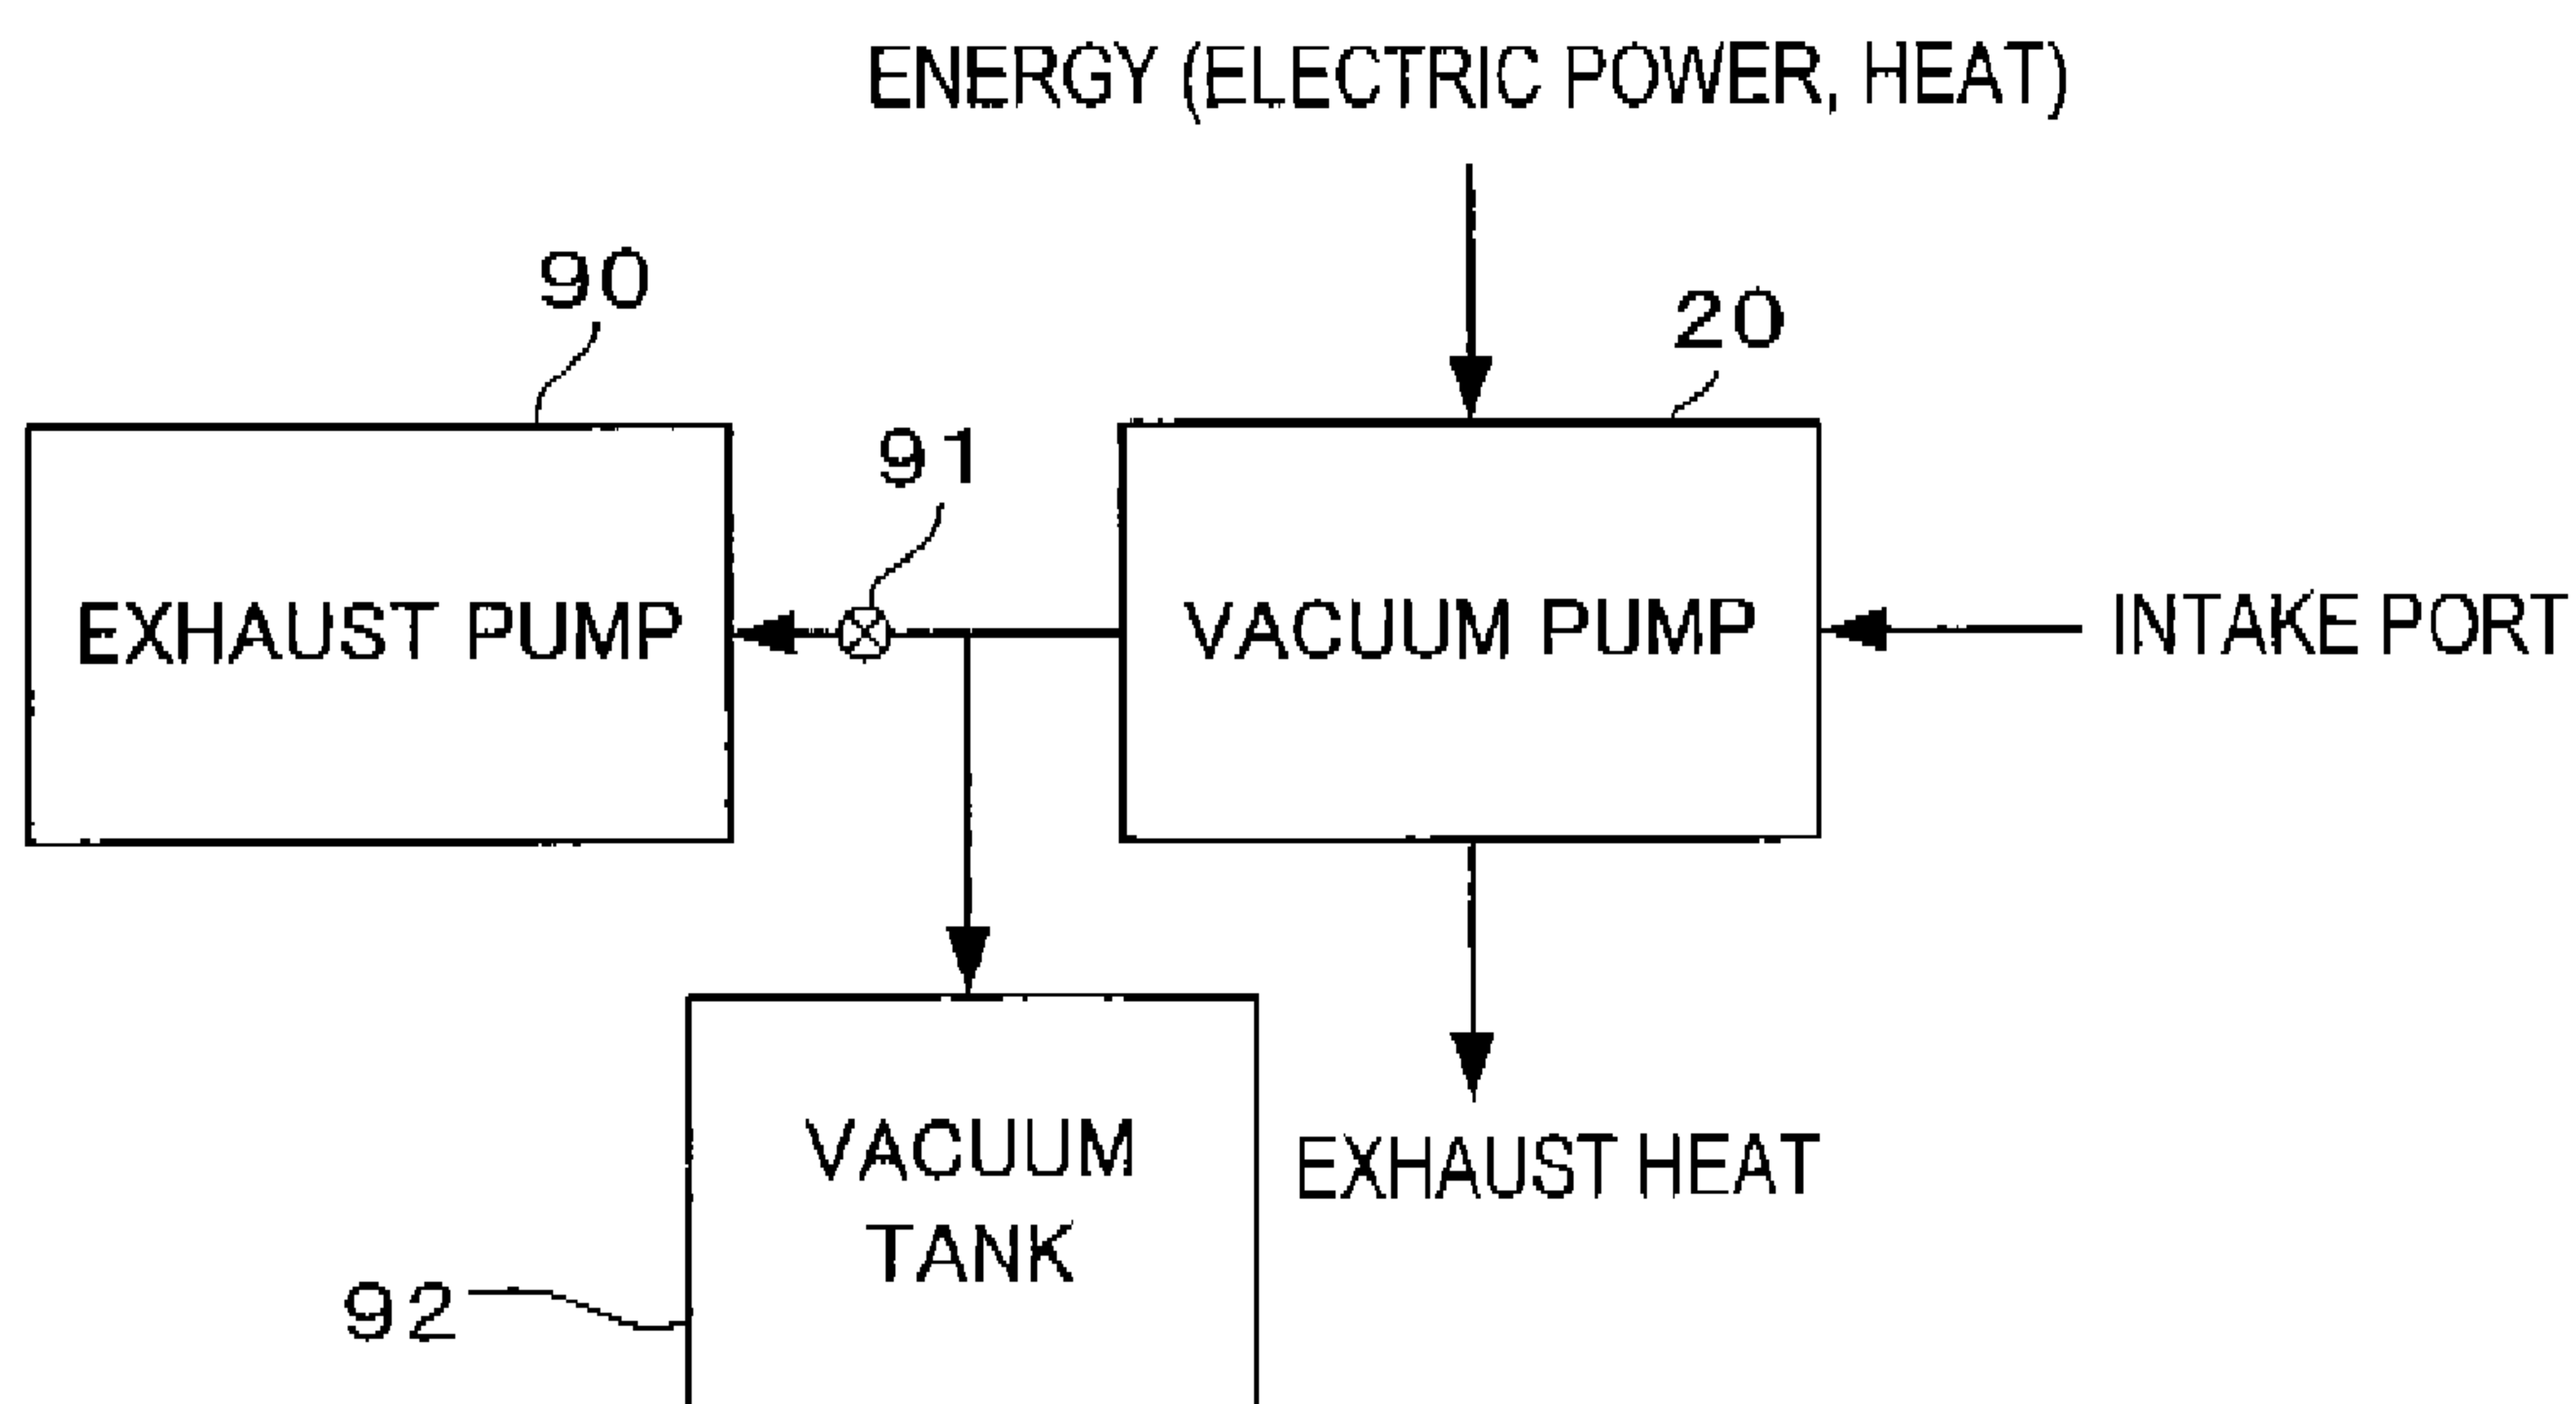 ENERGY (ELECTRIC POWER, HEAT)
90
20
91
EXHAUST PUMP
VACUUM PUMP
INTAKE PORT
VACUUM
TANK
EXHAUST HEAT
92